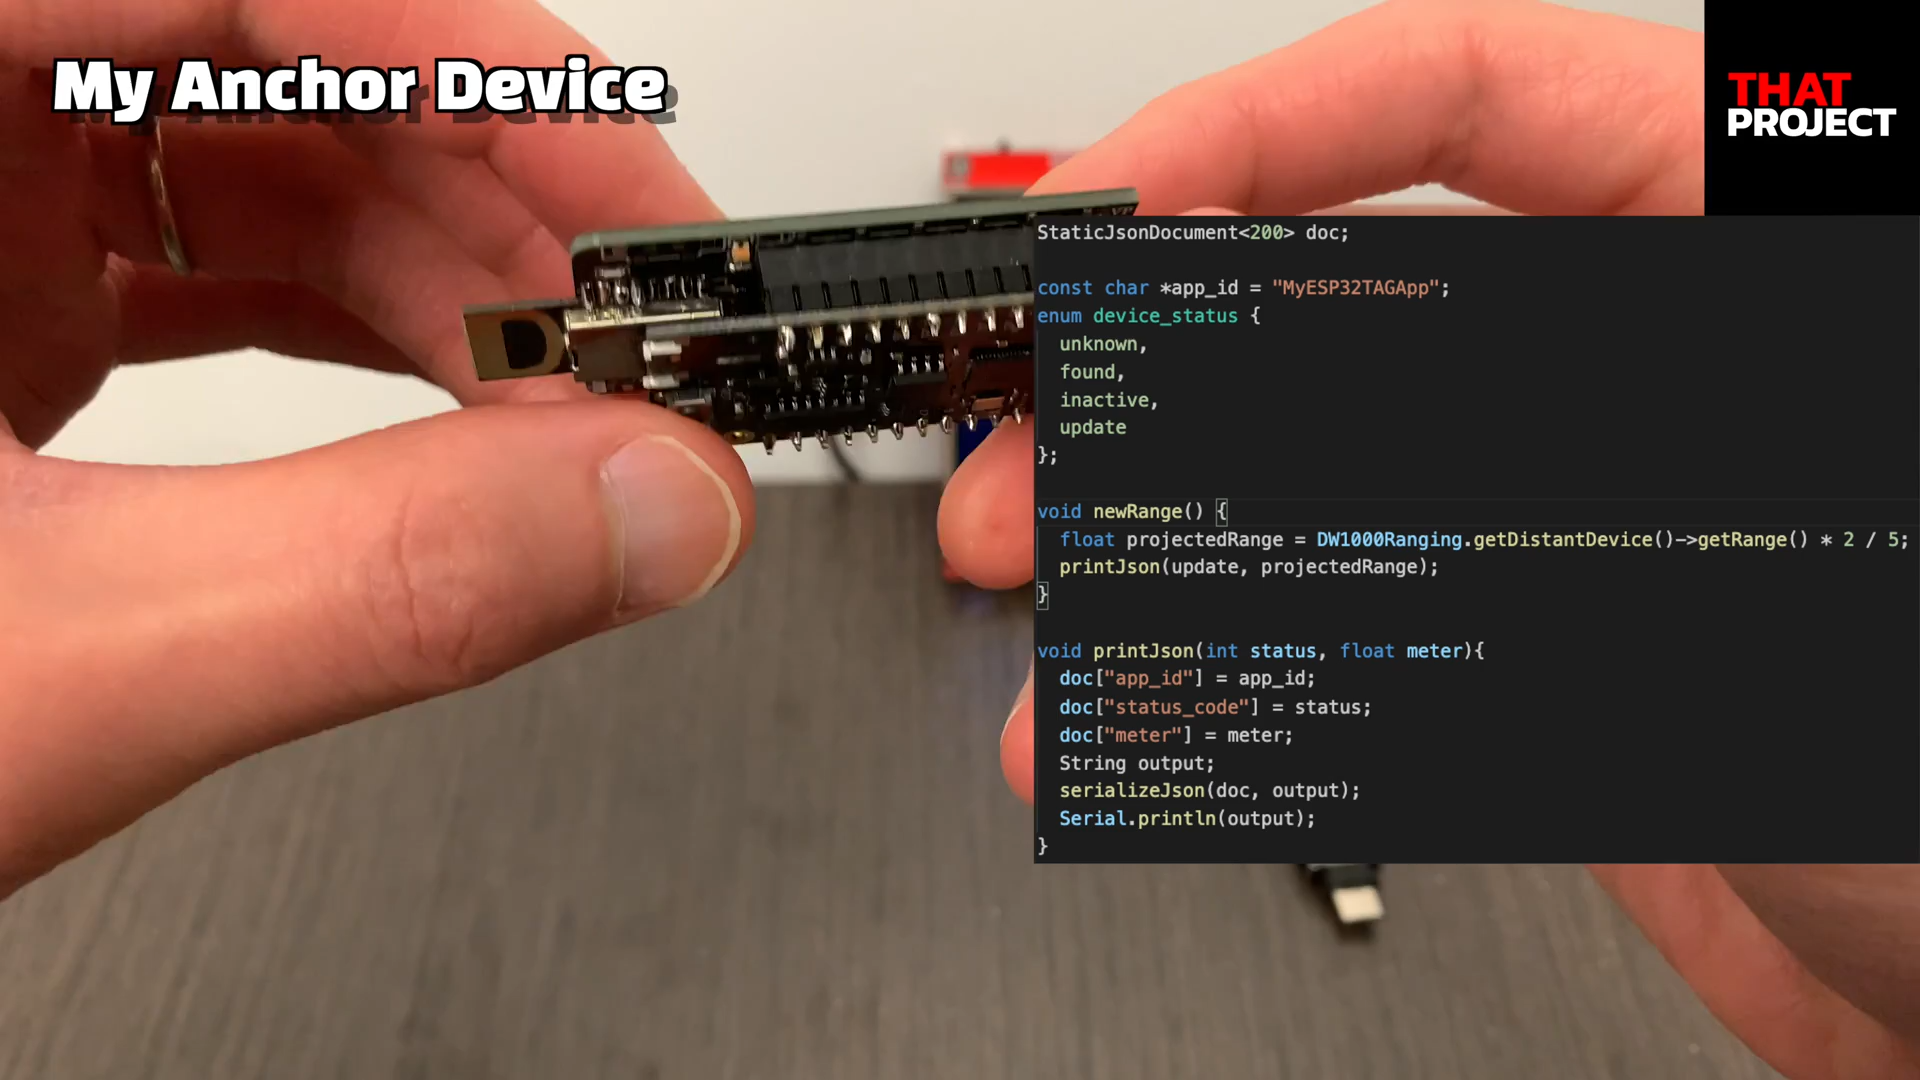 My Anchor Device
THAT
PROJECT
VP
StaticJsonDocument<200> doc;
const char *app_id = "MyESP32TAGApp";
enum device_status {
  unknown,
  found,
  inactive,
  update
};
void newRange() {
  float projectedRange = DW1000Ranging.getDistantDevice()->getRange() * 2 / 5;
  printJson(update, projectedRange);
}
void printJson(int status, float meter){
  doc["app_id"] = app_id;
  doc["status_code"] = status;
  doc["meter"] = meter;
  String output;
  serializeJson(doc, output);
  Serial.println(output);
}